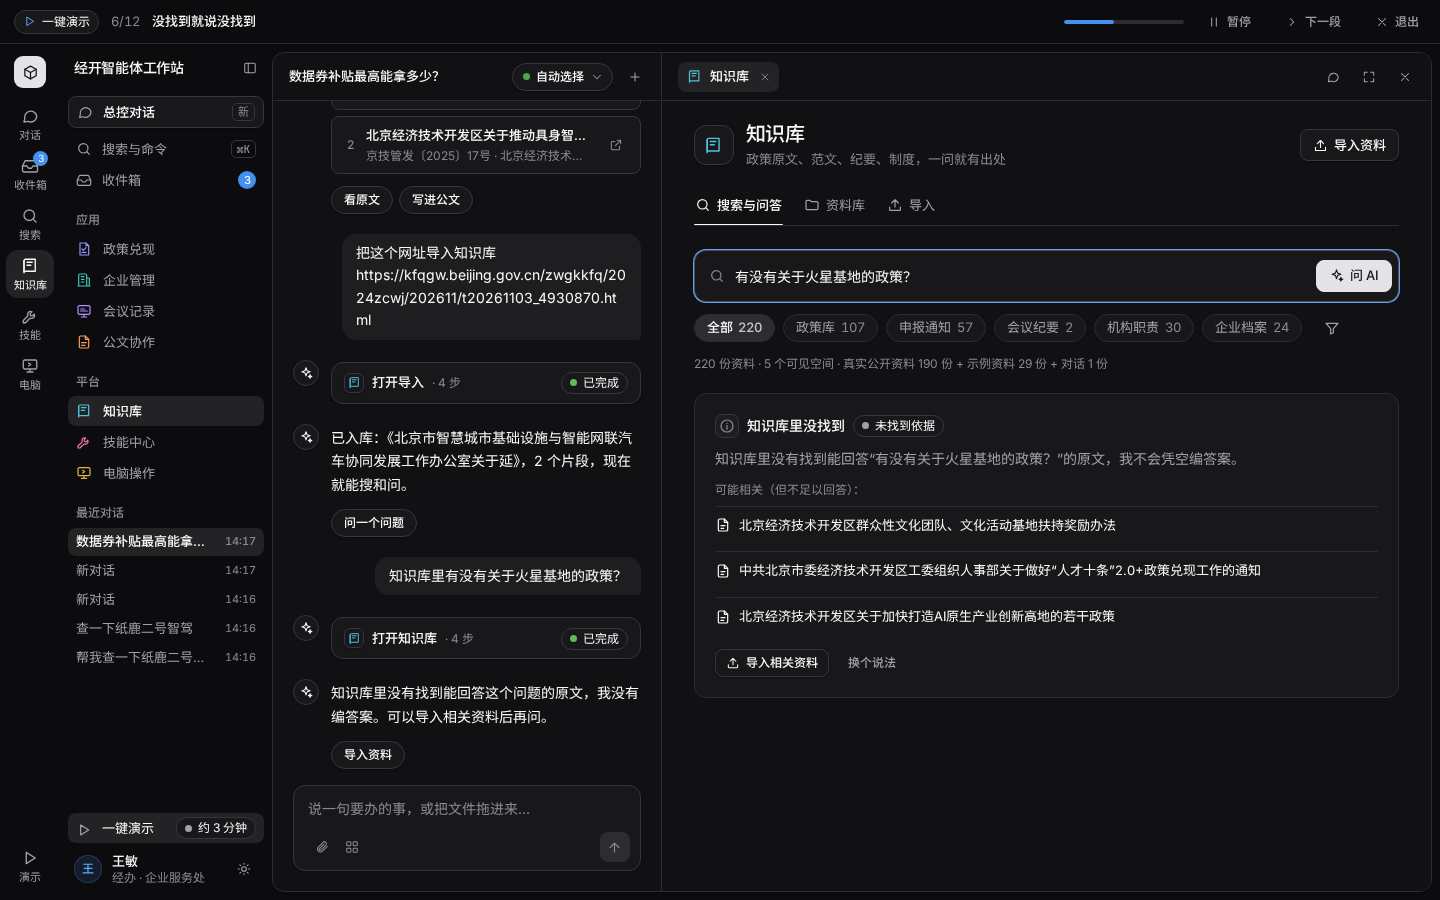 一键演示
6/12
没找到就说没找到
暂停
下一段
退出
对话
3
收件箱
搜索
知识库
技能
电脑
演示
经开智能体工作站
总控对话
新
搜索与命令
⌘K
收件箱
3
应用
政策兑现
企业管理
会议记录
公文协作
平台
知识库
技能中心
电脑操作
最近对话
数据券补贴最高能拿... 14:17
新对话 14:17
新对话 14:16
查一下纸鹿二号智驾 14:16
帮我查一下纸鹿二号... 14:16
一键演示
约 3 分钟
王
王敏
经办 · 企业服务处
数据券补贴最高能拿多少？
自动选择
2
北京经济技术开发区关于推动具身智...
京技管发〔2025〕17号 · 北京经济技术...
看原文
写进公文
把这个网址导入知识库
https://kfqgw.beijing.gov.cn/zwgkkfq/20
24zcwj/202611/t20261103_4930870.ht
ml
打开导入 · 4 步
已完成
已入库：《北京市智慧城市基础设施与智能网联汽
车协同发展工作办公室关于延》，2 个片段，现在
就能搜和问。
问一个问题
知识库里有没有关于火星基地的政策？
打开知识库 · 4 步
已完成
知识库里没有找到能回答这个问题的原文，我没有
编答案。可以导入相关资料后再问。
导入资料
说一句要办的事，或把文件拖进来...
知识库
知识库
政策原文、范文、纪要、制度，一问就有出处
导入资料
搜索与问答
资料库
导入
有没有关于火星基地的政策？
问 AI
全部 220
政策库 107
申报通知 57
会议纪要 2
机构职责 30
企业档案 24
220 份资料 · 5 个可见空间 · 真实公开资料 190 份 + 示例资料 29 份 + 对话 1 份
知识库里没找到
未找到依据
知识库里没有找到能回答“有没有关于火星基地的政策？”的原文，我不会凭空编答案。
可能相关（但不足以回答）：
北京经济技术开发区群众性文化团队、文化活动基地扶持奖励办法
中共北京市委经济技术开发区工委组织人事部关于做好“人才十条”2.0+政策兑现工作的通知
北京经济技术开发区关于加快打造AI原生产业创新高地的若干政策
导入相关资料
换个说法